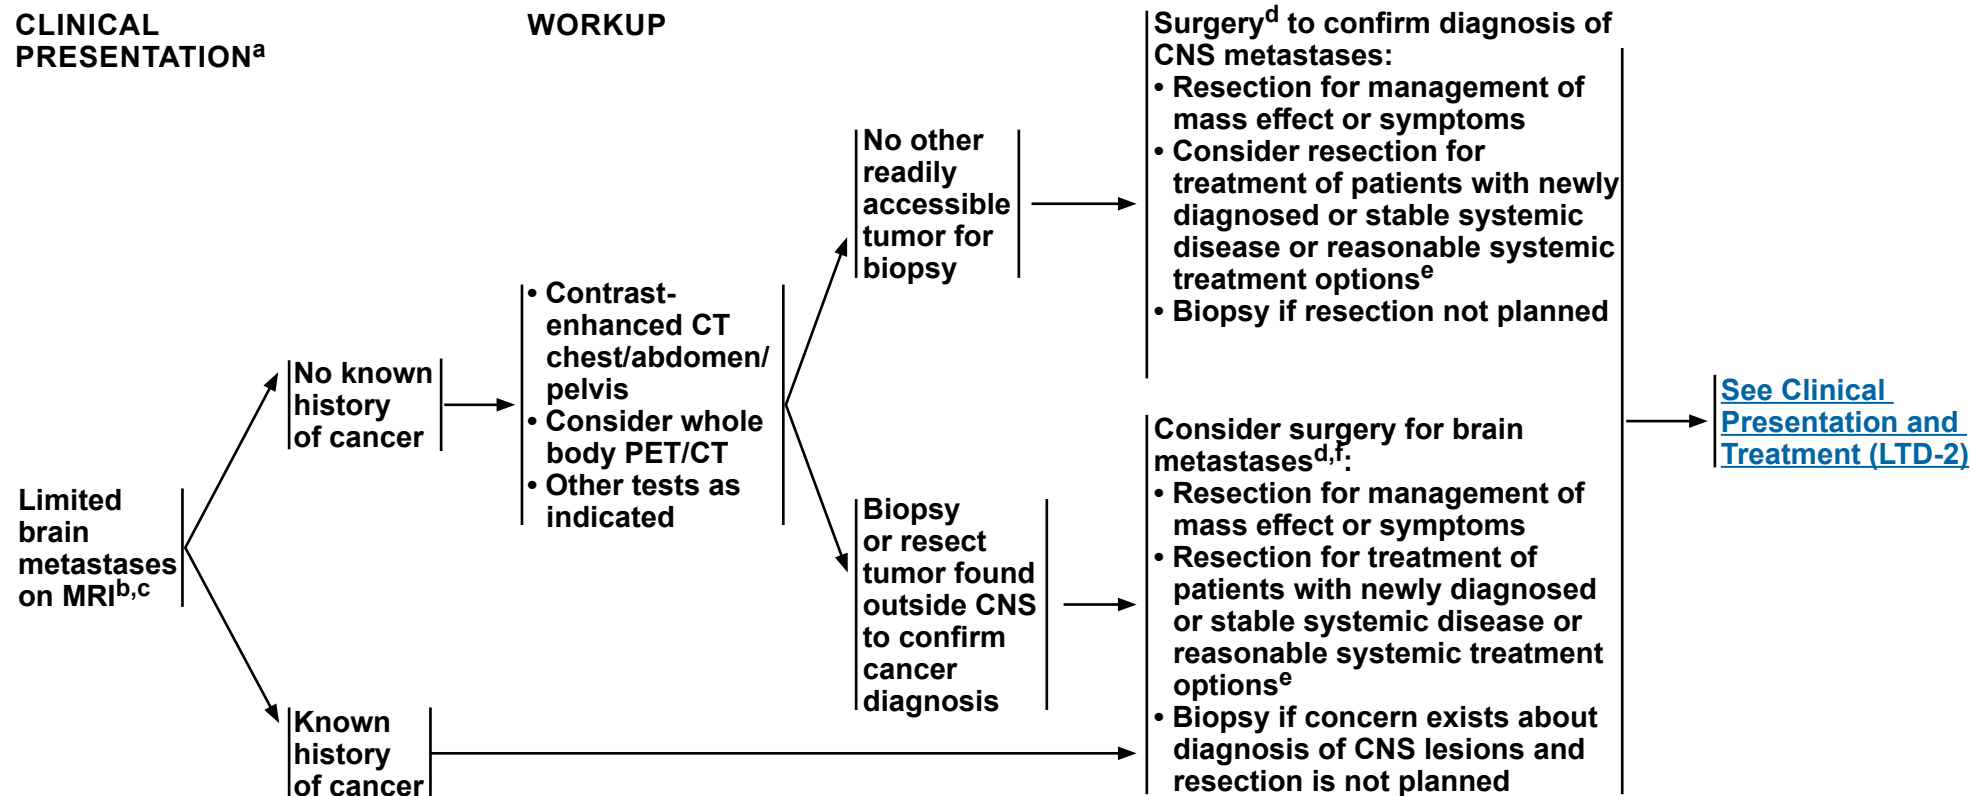 CLINICAL
PRESENTATIONa
WORKUP
Limited
brain
metastases
on MRIb,c
No known
history
of cancer
Known
history
of cancer
• Contrast-
enhanced CT
chest/abdomen/
pelvis
• Consider whole
body PET/CT
• Other tests as
indicated
No other
readily
accessible
tumor for
biopsy
Biopsy
or resect
tumor found
outside CNS
to confirm
cancer
diagnosis
Surgeryd to confirm diagnosis of
CNS metastases:
• Resection for management of
mass effect or symptoms
• Consider resection for
treatment of patients with newly
diagnosed or stable systemic
disease or reasonable systemic
treatment optionse
• Biopsy if resection not planned
Consider surgery for brain
metastasesd,f:
• Resection for management of
mass effect or symptoms
• Resection for treatment of
patients with newly diagnosed
or stable systemic disease or
reasonable systemic treatment
optionse
• Biopsy if concern exists about
diagnosis of CNS lesions and
resection is not planned
See Clinical
Presentation and
Treatment (LTD-2)